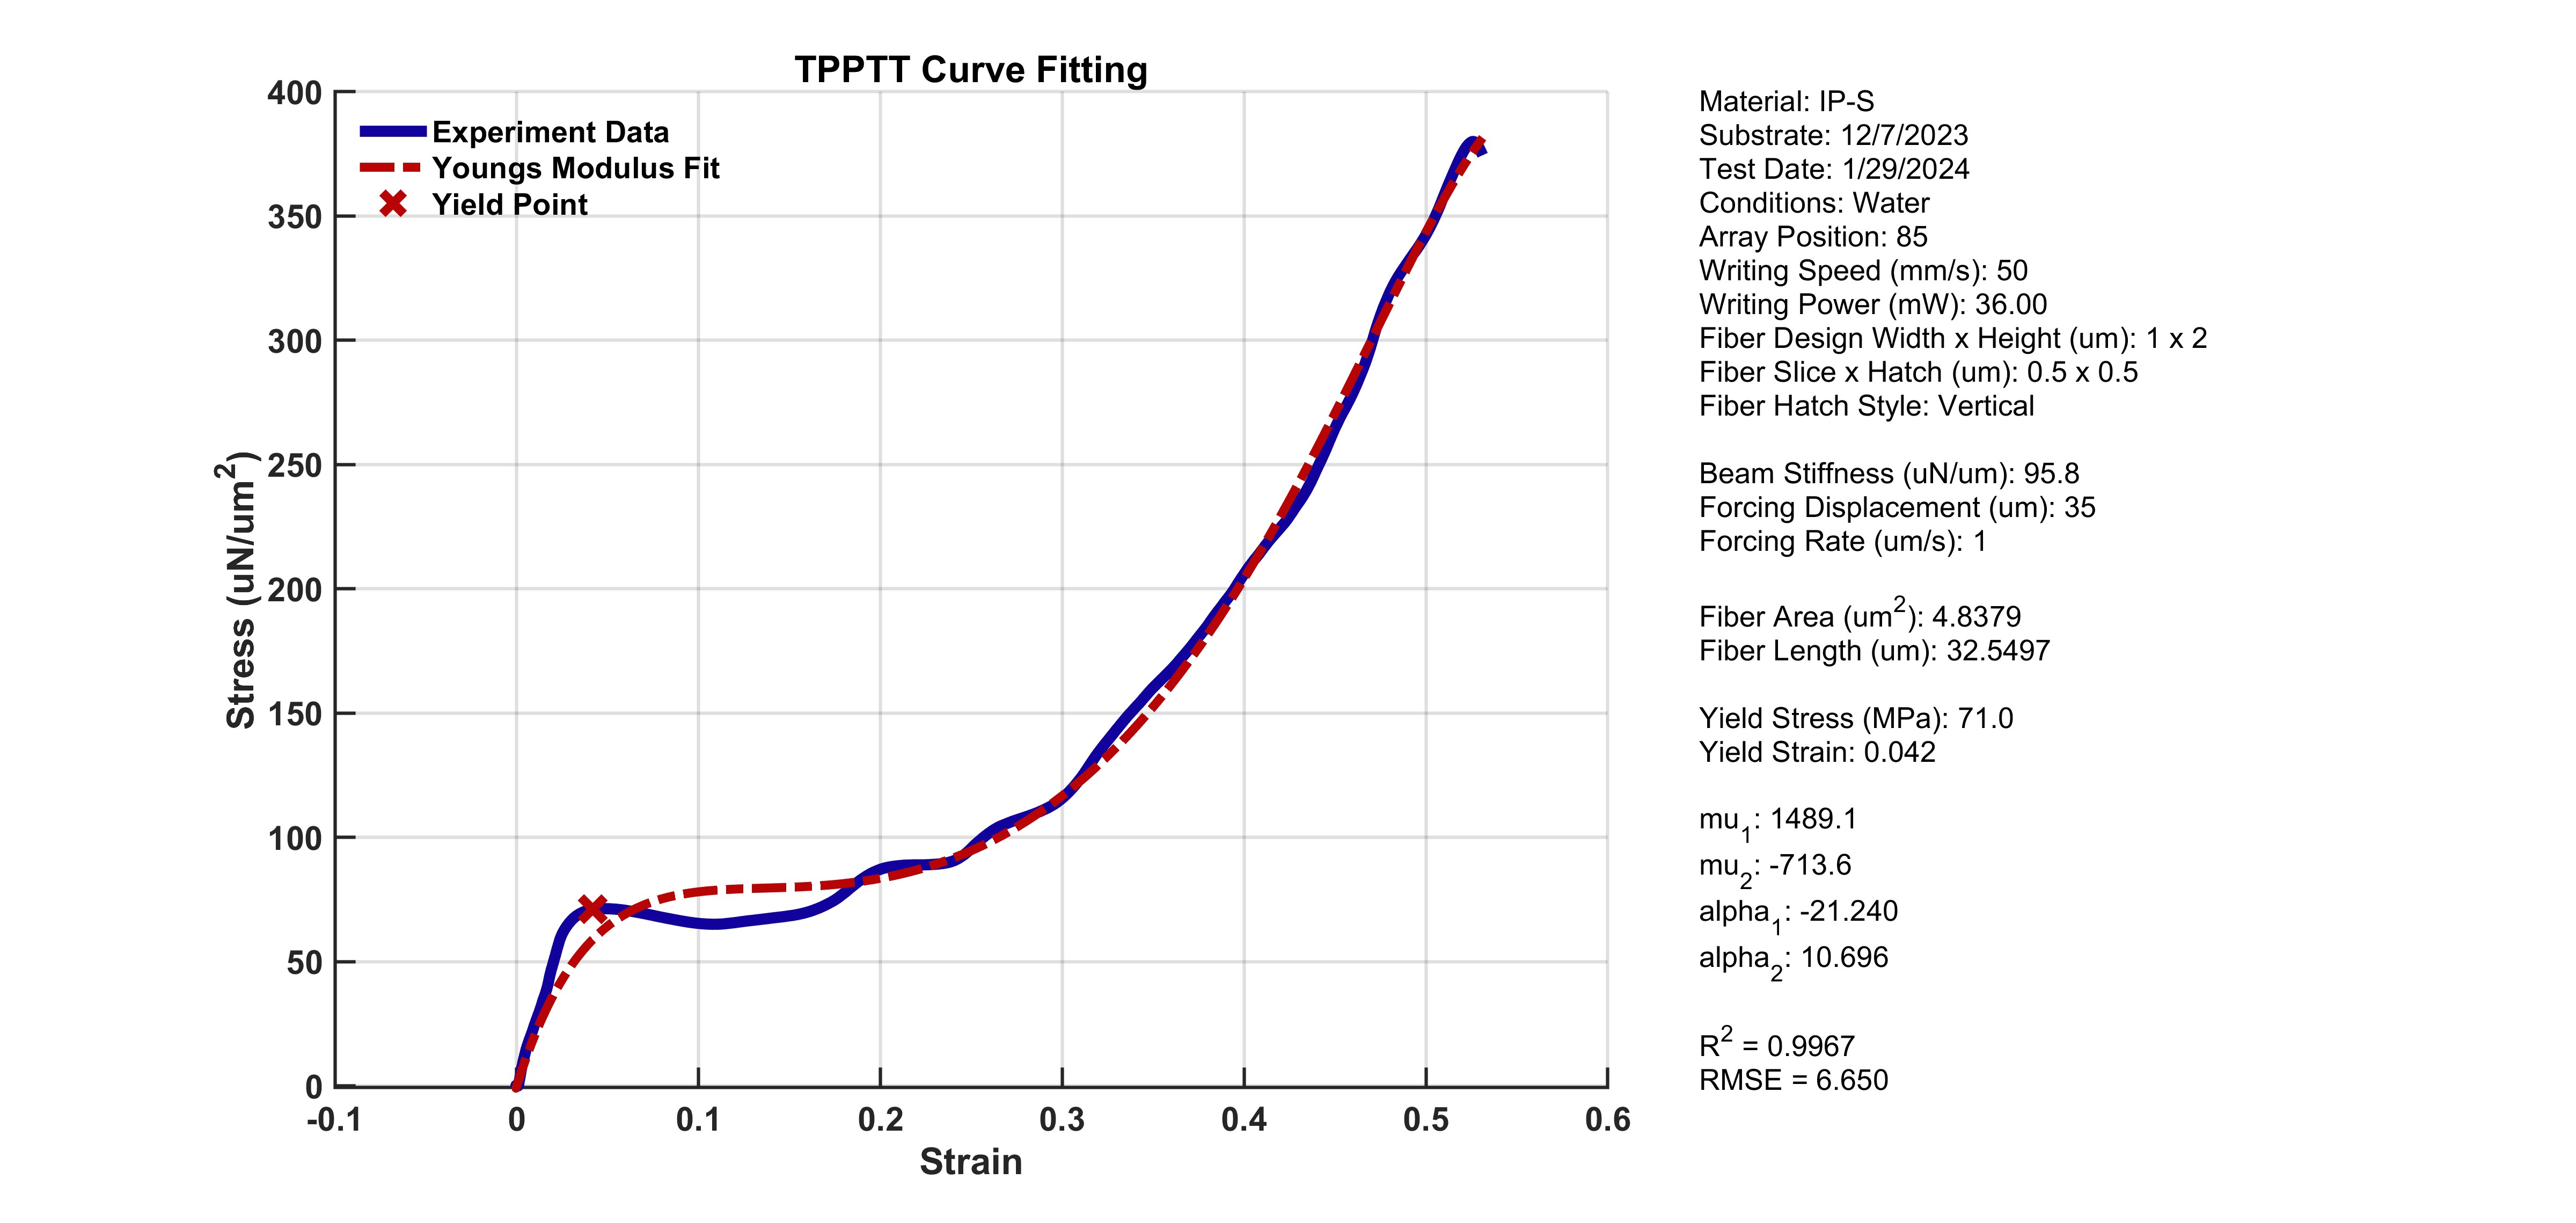 TPPTT Curve Fitting
400
350
300
250
200
150
100
50
0
Stress (uN/um2)
Experiment Data
Youngs Modulus Fit
Yield Point
-0.1 0 0.1 0.2 0.3 0.4 0.5 0.6
Strain
Material: IP-S
Substrate: 12/7/2023
Test Date: 1/29/2024
Conditions: Water
Array Position: 85
Writing Speed (mm/s): 50
Writing Power (mW): 36.00
Fiber Design Width x Height (um): 1 x 2
Fiber Slice x Hatch (um): 0.5 x 0.5
Fiber Hatch Style: Vertical
Beam Stiffness (uN/um): 95.8
Forcing Displacement (um): 35
Forcing Rate (um/s): 1
Fiber Area (um2): 4.8379
Fiber Length (um): 32.5497
Yield Stress (MPa): 71.0
Yield Strain: 0.042
mu1: 1489.1
mu2: -713.6
alpha1: -21.240
alpha2: 10.696
R2 = 0.9967
RMSE = 6.650